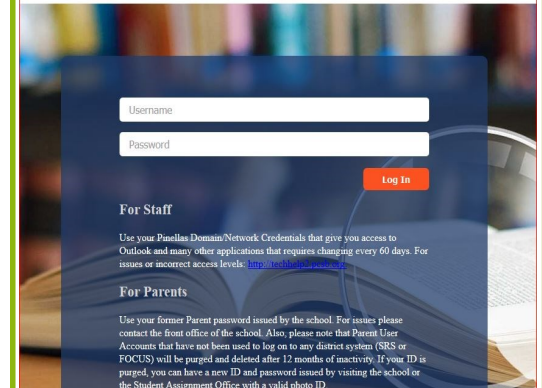 Username
Password
Log In
For Staff
Use your Pinellas Domain/Network Credentials that give you access to
Outlook and many other applications that requires changing every 60 days. For
issues or incorrect access levels:
For Parents
Use your former Parent password issued by the school. For issues please
contact the front office of the school. Also, please note that Parent User
Accounts that have not been used to log on to any district system (SRS or
FOCUS) will be purged and deleted after 12 months of inactivity. If your ID is
purged, you can have a new ID and password issued by visiting the school or
the Student Assignment Office with a valid photo ID.